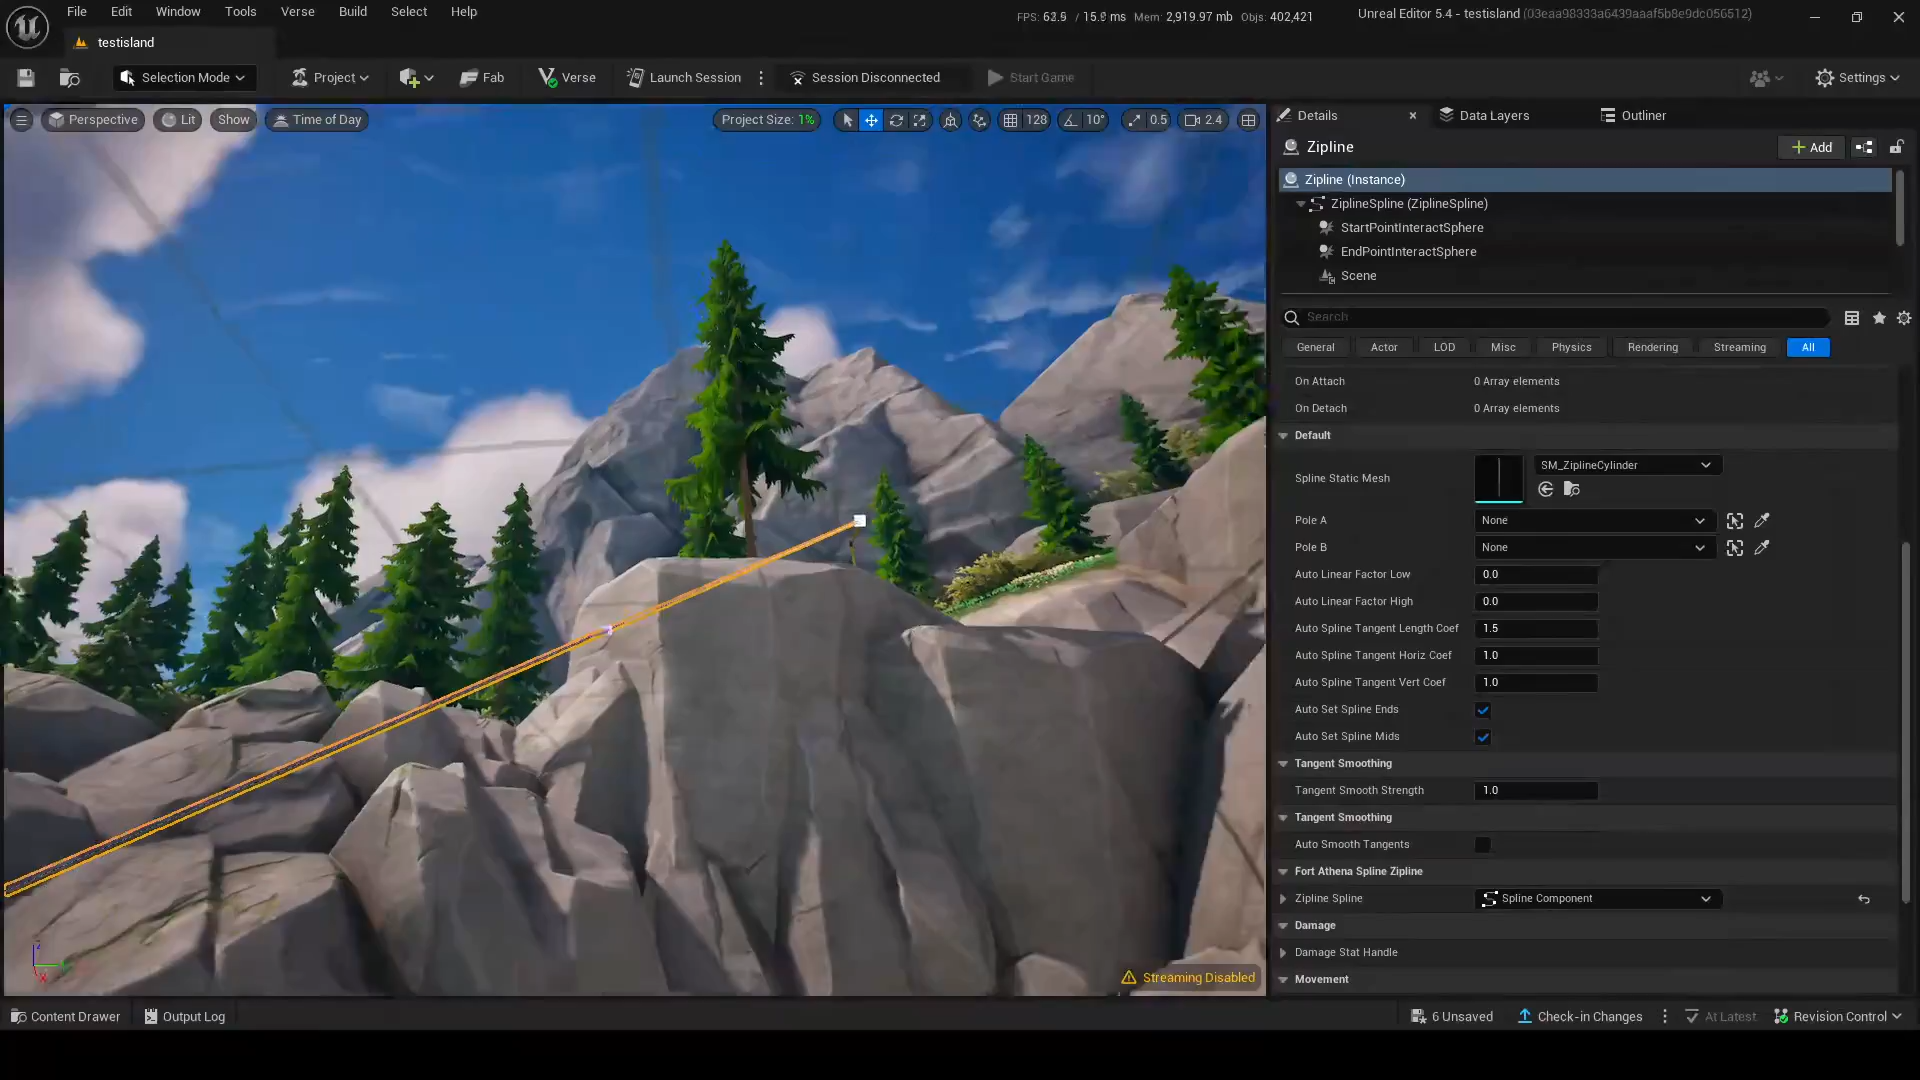 File Edit Window Tools Verse Build Select Help
FPS: 62.5 / 15.9 ms Mem: 2,919.97 mb Objs: 402,421
Unreal Editor 5.4 - testisland (03eaa98333a6439aaaf5b8e9dc056512)
testisland
Selection Mode Project Fab Verse Launch Session Session Disconnected Start Game Settings
Perspective Lit Show Time of Day Project Size: 1% 128 10° 0.5 2.4
Details Data Layers Outliner
Zipline Add
Zipline (Instance)
ZiplineSpline (ZiplineSpline)
StartPointInteractSphere
EndPointInteractSphere
Scene
Search
General Actor LOD Misc Physics Rendering Streaming All
On Attach 0 Array elements
On Detach 0 Array elements
Default
Spline Static Mesh SM_ZiplineCylinder
Pole A None
Pole B None
Auto Linear Factor Low 0.0
Auto Linear Factor High 0.0
Auto Spline Tangent Length Coef 1.5
Auto Spline Tangent Horiz Coef 1.0
Auto Spline Tangent Vert Coef 1.0
Auto Set Spline Ends
Auto Set Spline Mids
Tangent Smoothing
Tangent Smooth Strength 1.0
Tangent Smoothing
Auto Smooth Tangents
Fort Athena Spline Zipline
Zipline Spline Spline Component
Damage
Damage Stat Handle
Movement
Streaming Disabled
Content Drawer Output Log 6 Unsaved Check-in Changes At Latest Revision Control